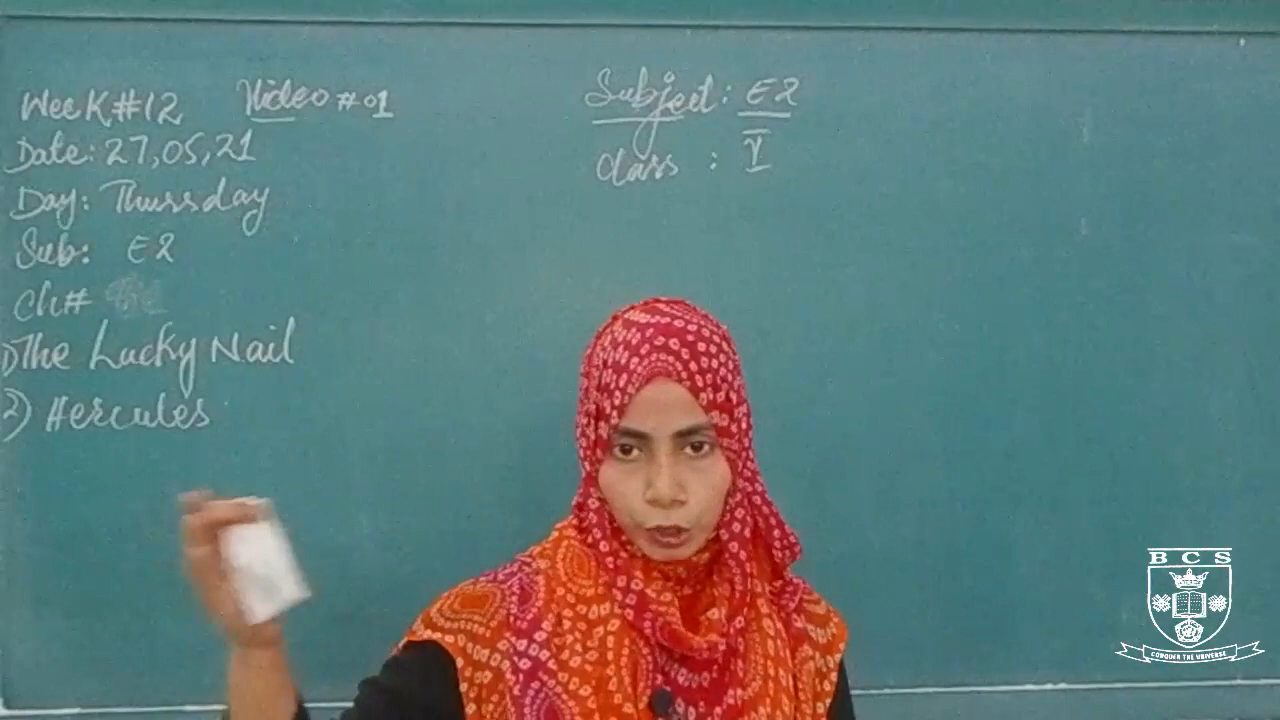 Week#12 Video #01
Date: 27,05,21
Day: Thursday
Sub: E2
Ch#
1) The Lucky Nail
2) Hercules
Subject: E2
Class : V
BCS
CONQUER THE UNIVERSE